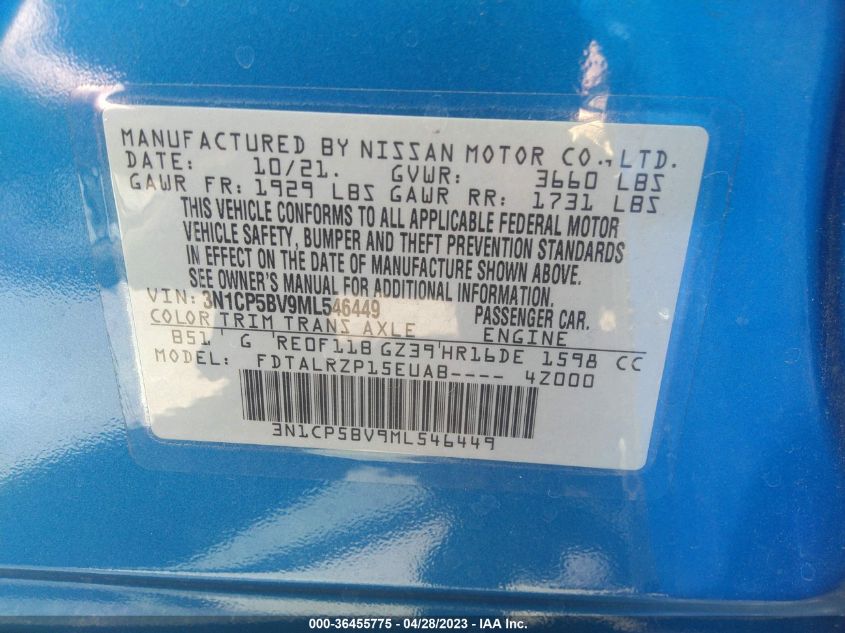 MANUFACTURED BY NISSAN MOTOR CO., LTD.
DATE: 10/21. GVWR: 3660 LBS
GAWR FR: 1929 LBS GAWR RR: 1731 LBS
THIS VEHICLE CONFORMS TO ALL APPLICABLE FEDERAL MOTOR
VEHICLE SAFETY, BUMPER AND THEFT PREVENTION STANDARDS
IN EFFECT ON THE DATE OF MANUFACTURE SHOWN ABOVE.
SEE OWNER'S MANUAL FOR ADDITIONAL INFORMATION.
VIN: 3N1CP5BV9ML546449 PASSENGER CAR.
COLOR TRIM TRANS AXLE ENGINE
B51 G 'RE0F11B GZ39'HR16DE 1598 CC
MODEL: FDTALRZP15EUAB---- 4Z000
3N1CP5BV9ML546449
000-36455775 - 04/28/2023 - IAA Inc.